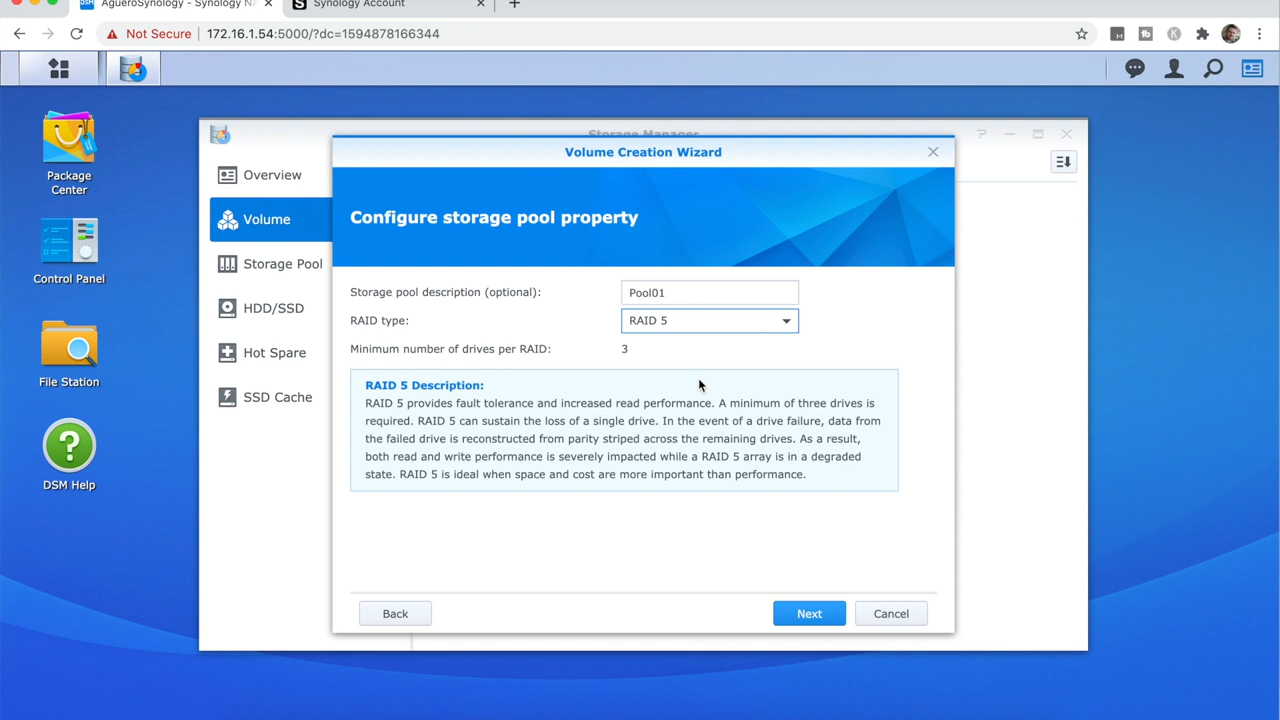 AgueroSynology - Synology N
Synology Account
Not Secure
172.16.1.54:5000/?dc=1594878166344
Package
Center
Control Panel
File Station
DSM Help
Storage Manager
Overview
Volume
Storage Pool
HDD/SSD
Hot Spare
SSD Cache
Volume Creation Wizard
Configure storage pool property
Storage pool description (optional):
Pool01
RAID type:
RAID 5
Minimum number of drives per RAID:
3
RAID 5 Description:
RAID 5 provides fault tolerance and increased read performance. A minimum of three drives is
required. RAID 5 can sustain the loss of a single drive. In the event of a drive failure, data from
the failed drive is reconstructed from parity striped across the remaining drives. As a result,
both read and write performance is severely impacted while a RAID 5 array is in a degraded
state. RAID 5 is ideal when space and cost are more important than performance.
Back
Next
Cancel